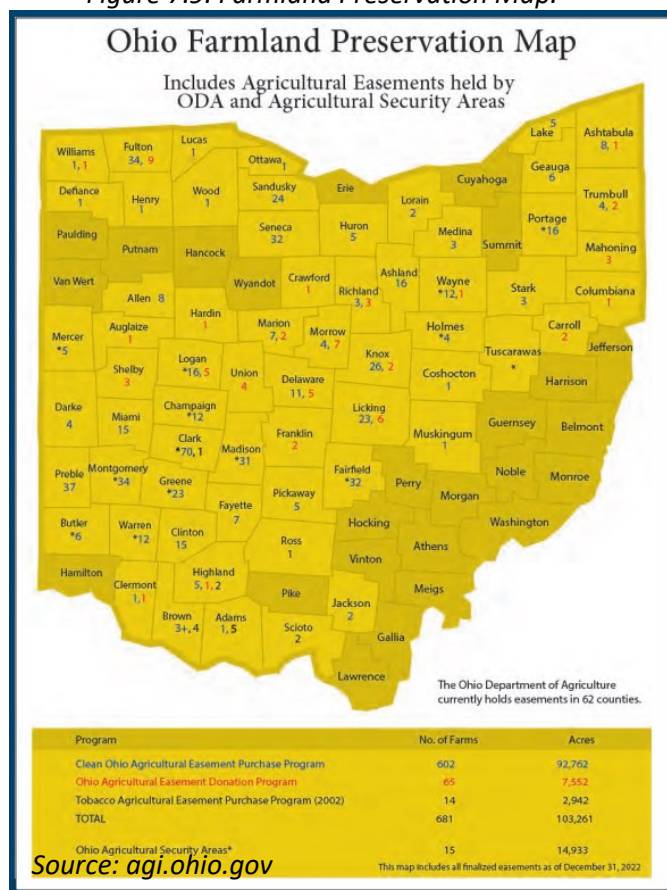 Figure 7.5: Farmland Preservation Map.
Ohio Farmland Preservation Map
Includes Agricultural Easements held by
ODA and Agricultural Security Areas
Williams
1, 1
Fulton
34, 9
Lucas
1
Ottawa 1
Lake 5
Ashtabula
8, 1
Geauga
6
Cuyahoga
Erie
Defiance
1
Henry
1
Wood
1
Sandusky
24
Lorain
2
Trumbull
4, 2
Portage
*16
Paulding
Putnam
Hancock
Seneca
32
Huron
5
Medina
3
Summit
Mahoning
3
Van Wert
Allen 8
Wyandot
Crawford
1
Richland
3, 3
Ashland
16
Wayne
*12,1
Stark
3
Columbiana
1
Mercer
*5
Auglaize
1
Hardin
1
Marion
7, 2
Morrow
4, 7
Holmes
*4
Carroll
2
Jefferson
Tuscarawas
*
Shelby
3
Logan
*16, 5
Union
4
Delaware
11, 5
Knox
26, 2
Coshocton
1
Harrison
Darke
4
Miami
15
Champaign
*12
Licking
23, 6
Muskingum
1
Guernsey
Belmont
Clark
*70, 1
Madison
*31
Franklin
2
Preble
37
Montgomery
*34
Greene
*23
Fairfield
*32
Perry
Noble
Monroe
Morgan
Fayette
7
Pickaway
5
Butler
*6
Warren
*12
Clinton
15
Ross
1
Hocking
Washington
Athens
Vinton
Hamilton
Clermont
1,1
Highland
5, 1, 2
Pike
Jackson
2
Meigs
Brown
3+, 4
Adams
1, 5
Scioto
2
Gallia
Lawrence
The Ohio Department of Agriculture
currently holds easements in 62 counties.
Program No. of Farms Acres
Clean Ohio Agricultural Easement Purchase Program 602 92,762
Ohio Agricultural Easement Donation Program 65 7,552
Tobacco Agricultural Easement Purchase Program (2002) 14 2,942
TOTAL 681 103,261
Ohio Agricultural Security Areas* 15 14,933
Source: agi.ohio.gov
This map includes all finalized easements as of December 31, 2022